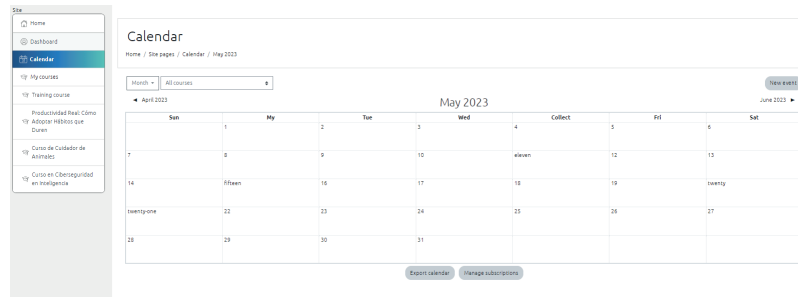 Site
Home
Dashboard
Calendar
My courses
Training course
Productividad Real: Cómo
Adoptar Hábitos que
Duren
Curso de Cuidador de
Animales
Curso en Ciberseguridad
en Inteligencia
Calendar
Home / Site pages / Calendar / May 2023
Month All courses New event
◄ April 2023 May 2023 June 2023 ►
Sun My Tue Wed Collect Fri Sat
1 2 3 4 5 6
7 8 9 10 eleven 12 13
14 fifteen 16 17 18 19 twenty
twenty-one 22 23 24 25 26 27
28 29 30 31
Export calendar Manage subscriptions